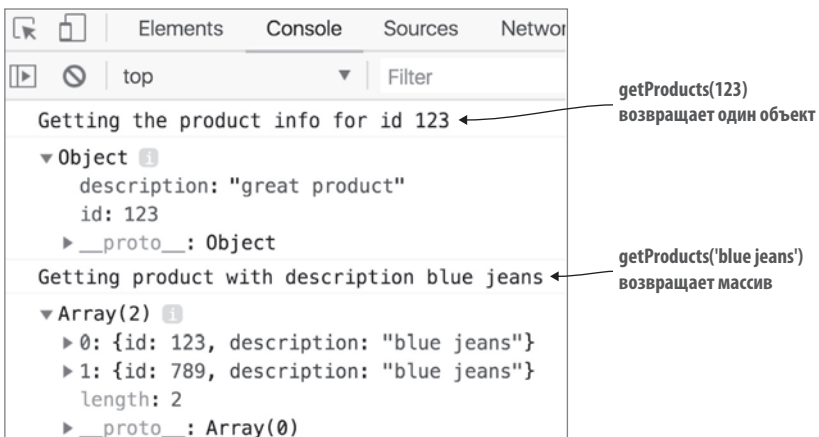 Elements Console Sources Networ
top Filter
Getting the product info for id 123
getProducts(123)
возвращает один объект
Object i
description: "great product"
id: 123
__proto__: Object
Getting product with description blue jeans
getProducts('blue jeans')
возвращает массив
Array(2) i
0: {id: 123, description: "blue jeans"}
1: {id: 789, description: "blue jeans"}
length: 2
__proto__: Array(0)